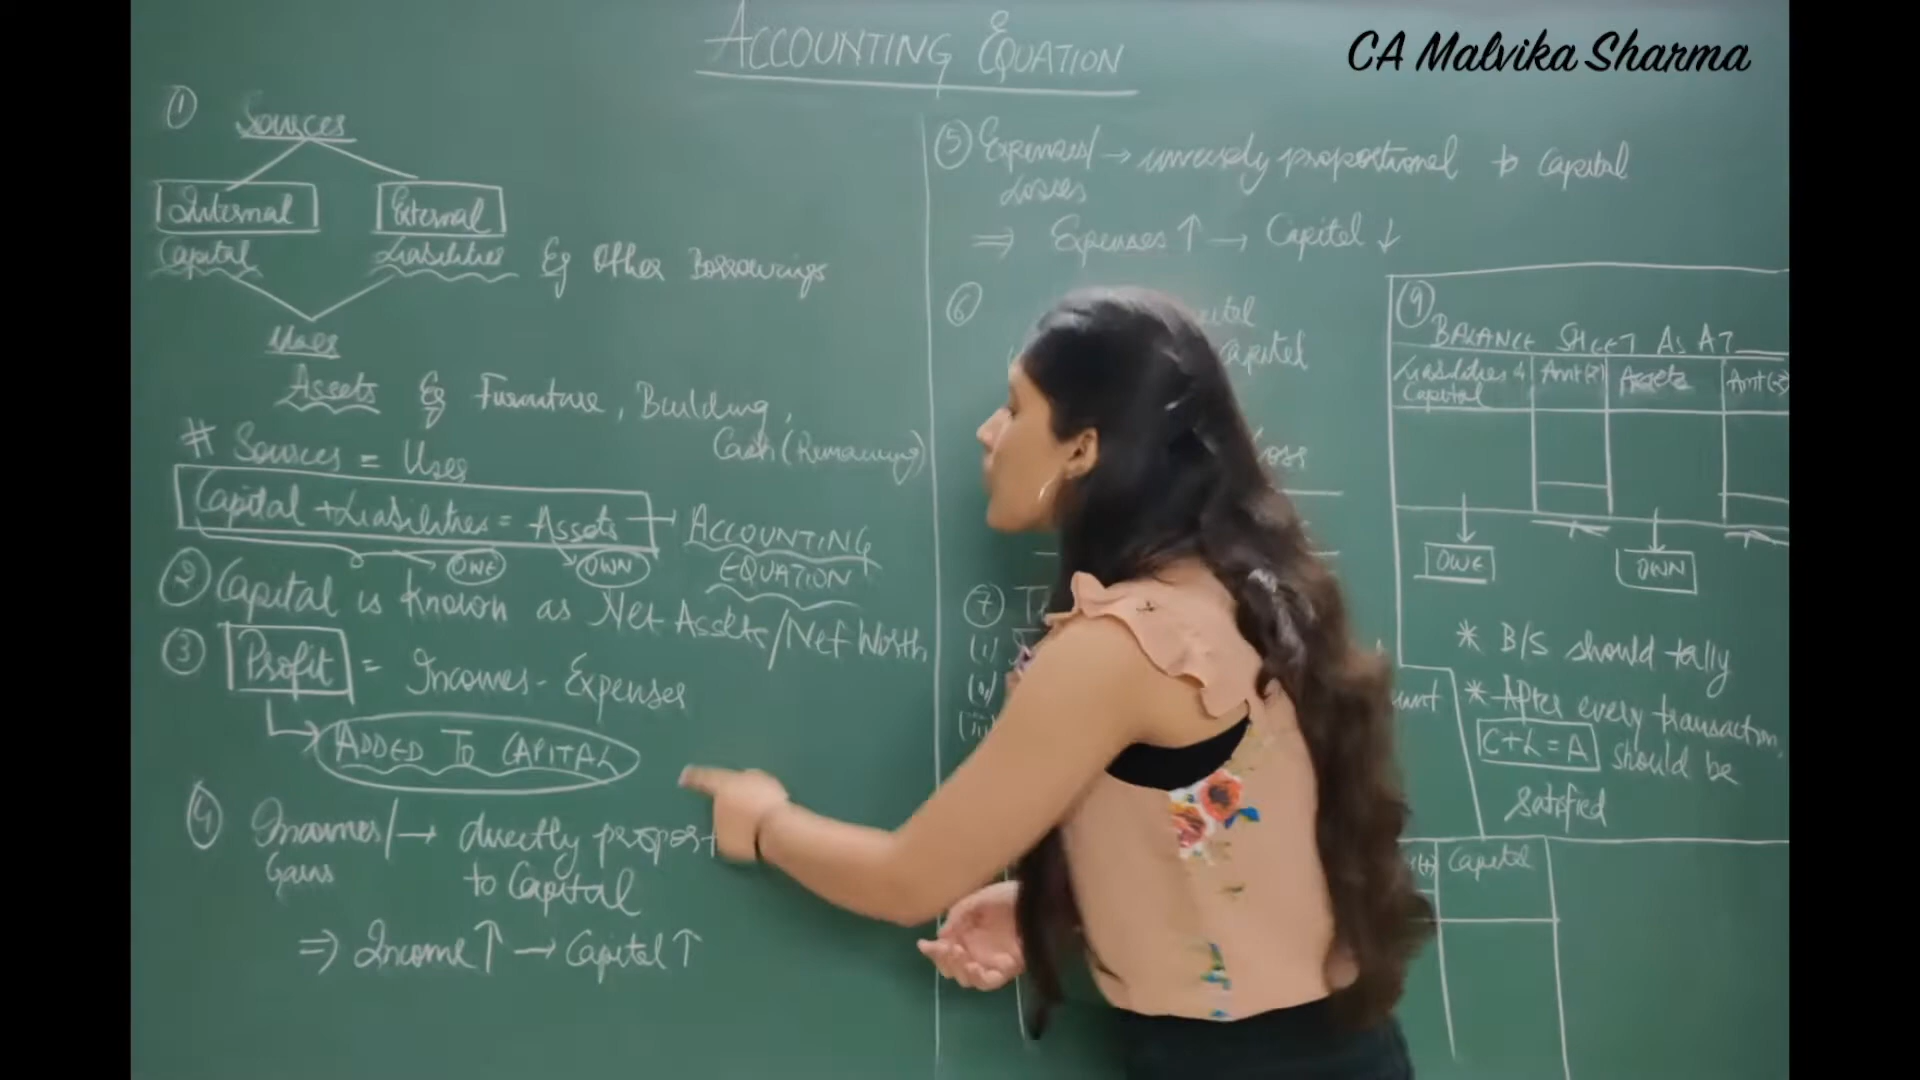 ACCOUNTING EQUATION
CA Malvika Sharma
① Sources
Internal External
Capital Liabilities Eg Other Borrowings
Uses
Assets Eg Furniture, Building,
Cash (Remaining)
# Sources = Uses
Capital + Liabilities = Assets → ACCOUNTING
EQUATION
OWE OWN
② Capital is known as Net Assets/Net Worth
③ Profit = Incomes - Expenses
ADDED TO CAPITAL
④ Incomes/ → directly propor
Gains to Capital
⇒ Income ↑ → Capital ↑
⑤ Expenses/ → inversely proportional to Capital
Losses
⇒ Expenses ↑ → Capital ↓
⑥
⑦
(i)
(ii)
(iii)
⑨
BALANCE SHEET AS AT
Liabilities & Amt(₹) Assets Amt(₹)
Capital
OWE OWN
* B/S should tally
* After every transaction,
C+L=A should be
satisfied
Capital